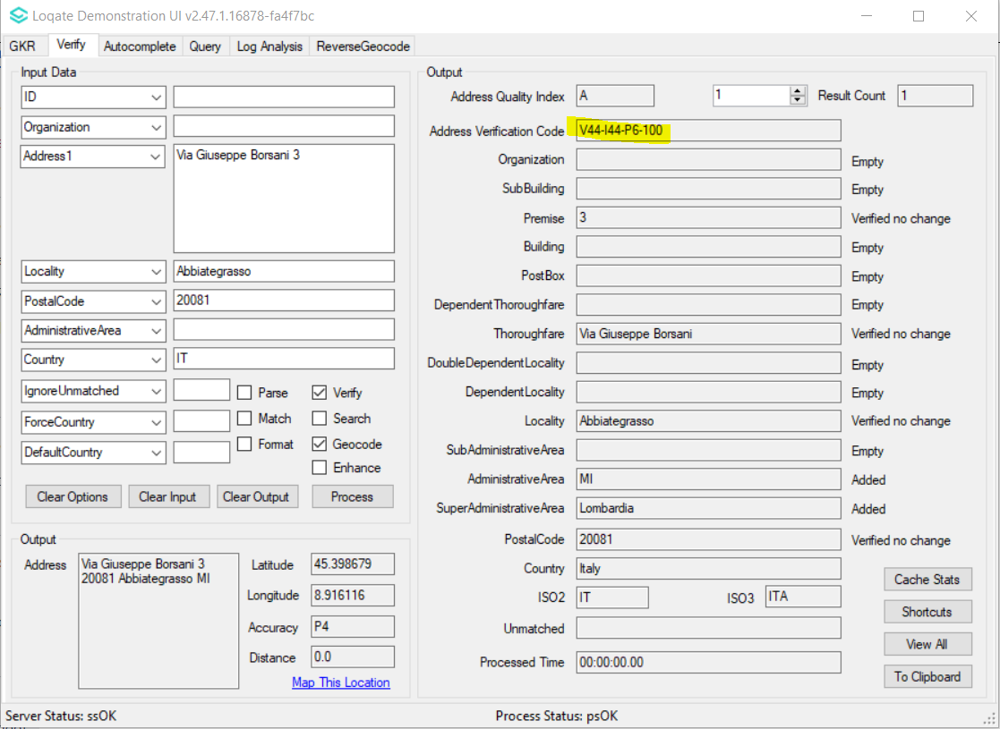 Loqate Demonstration UI v2.47.1.16878-fa4f7bc
GKR Verify Autocomplete Query Log Analysis ReverseGeocode
Input Data
ID
Organization
Address1 Via Giuseppe Borsani 3
Locality Abbiategrasso
PostalCode 20081
AdministrativeArea
Country IT
IgnoreUnmatched Parse Verify
ForceCountry Match Search
DefaultCountry Format Geocode
Enhance
Clear Options Clear Input Clear Output Process
Output
Address Via Giuseppe Borsani 3
20081 Abbiategrasso MI
Latitude 45.398679
Longitude 8.916116
Accuracy P4
Distance 0.0
Map This Location
Output
Address Quality Index A 1 Result Count 1
Address Verification Code V44-I44-P6-100
Organization Empty
SubBuilding Empty
Premise 3 Verified no change
Building Empty
PostBox Empty
DependentThoroughfare Empty
Thoroughfare Via Giuseppe Borsani Verified no change
DoubleDependentLocality Empty
DependentLocality Empty
Locality Abbiategrasso Verified no change
SubAdministrativeArea Empty
AdministrativeArea MI Added
SuperAdministrativeArea Lombardia Added
PostalCode 20081 Verified no change
Country Italy
ISO2 IT ISO3 ITA
Unmatched
Processed Time 00:00:00.00
Cache Stats
Shortcuts
View All
To Clipboard
Server Status: ssOK Process Status: psOK